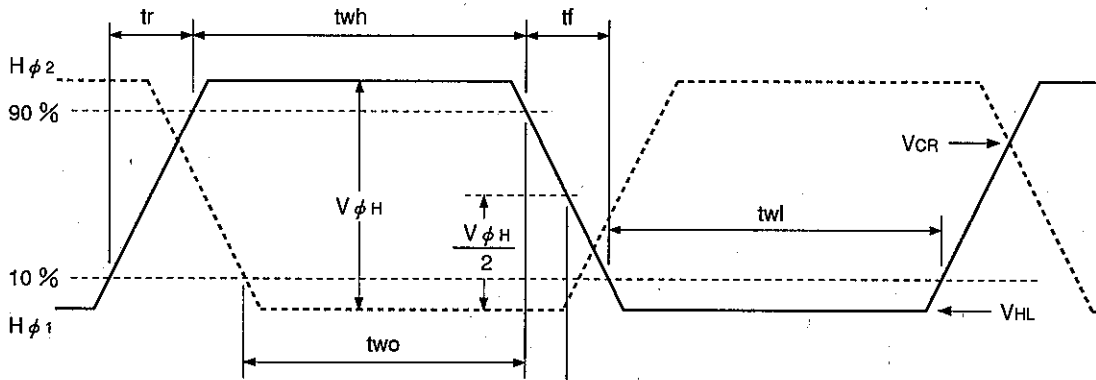 tr twh tf
Hφ2
90 %
VCR
VφH
VφH
2
twl
10 %
Hφ1
VHL
two